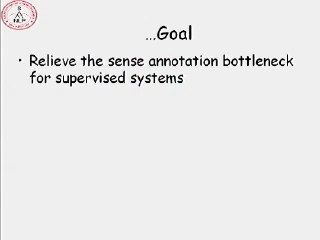 ...Goal
• Relieve the sense annotation bottleneck
for supervised systems